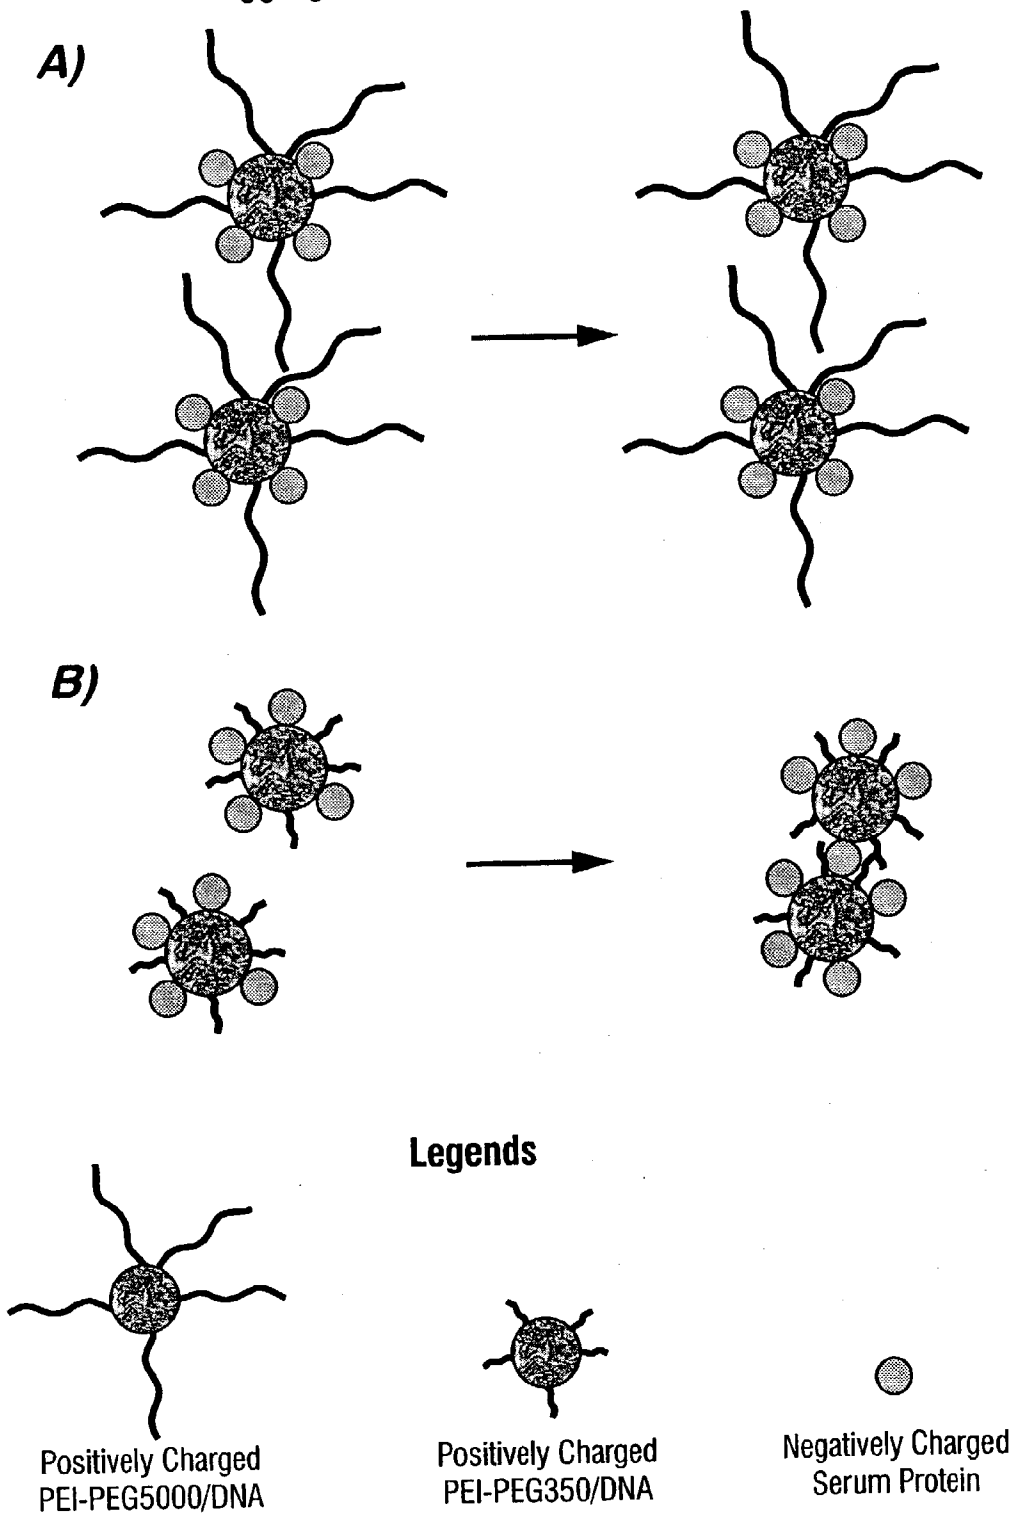 A)
B)
Legends
Positively Charged
PEI-PEG5000/DNA
Positively Charged
PEI-PEG350/DNA
Negatively Charged
Serum Protein